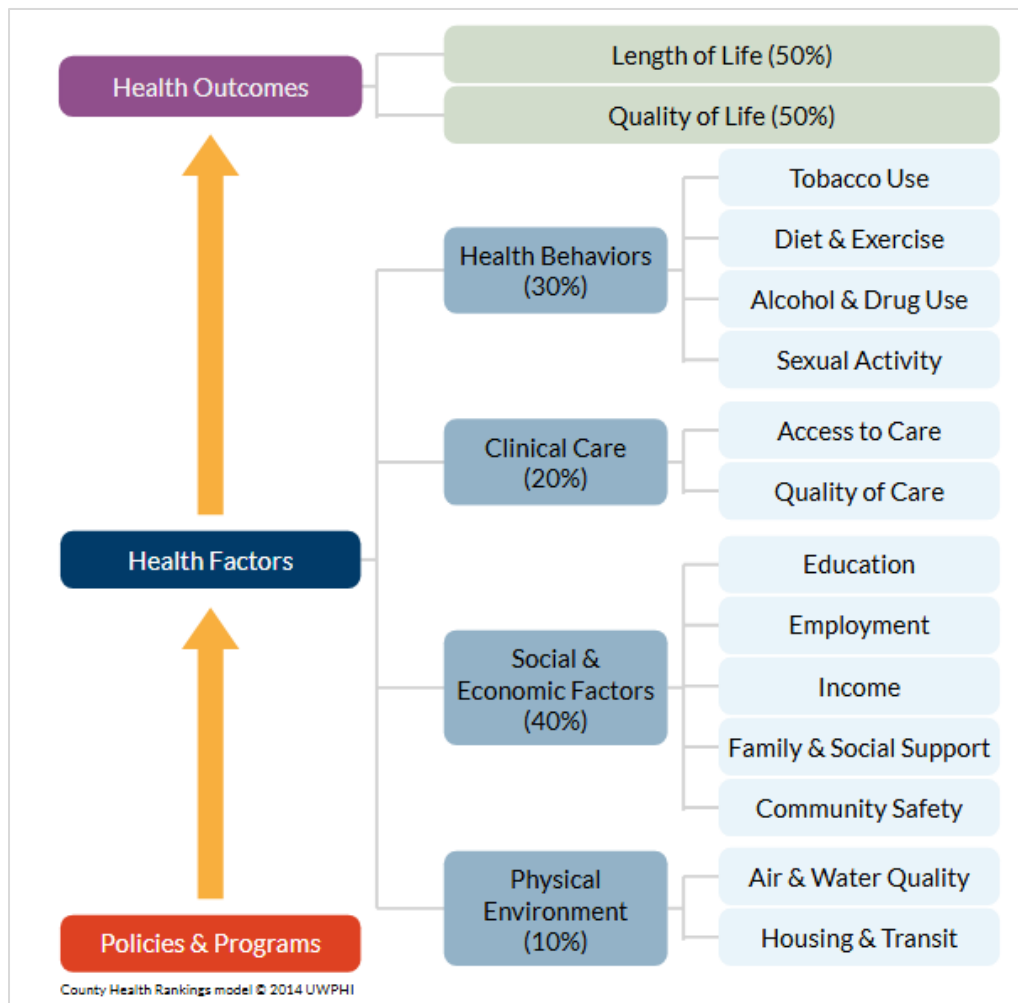 Health Outcomes
Length of Life (50%)
Quality of Life (50%)
Health Factors
Health Behaviors
(30%)
Tobacco Use
Diet & Exercise
Alcohol & Drug Use
Sexual Activity
Clinical Care
(20%)
Access to Care
Quality of Care
Social &
Economic Factors
(40%)
Education
Employment
Income
Family & Social Support
Community Safety
Physical
Environment
(10%)
Air & Water Quality
Housing & Transit
Policies & Programs
County Health Rankings model © 2014 UWPHI